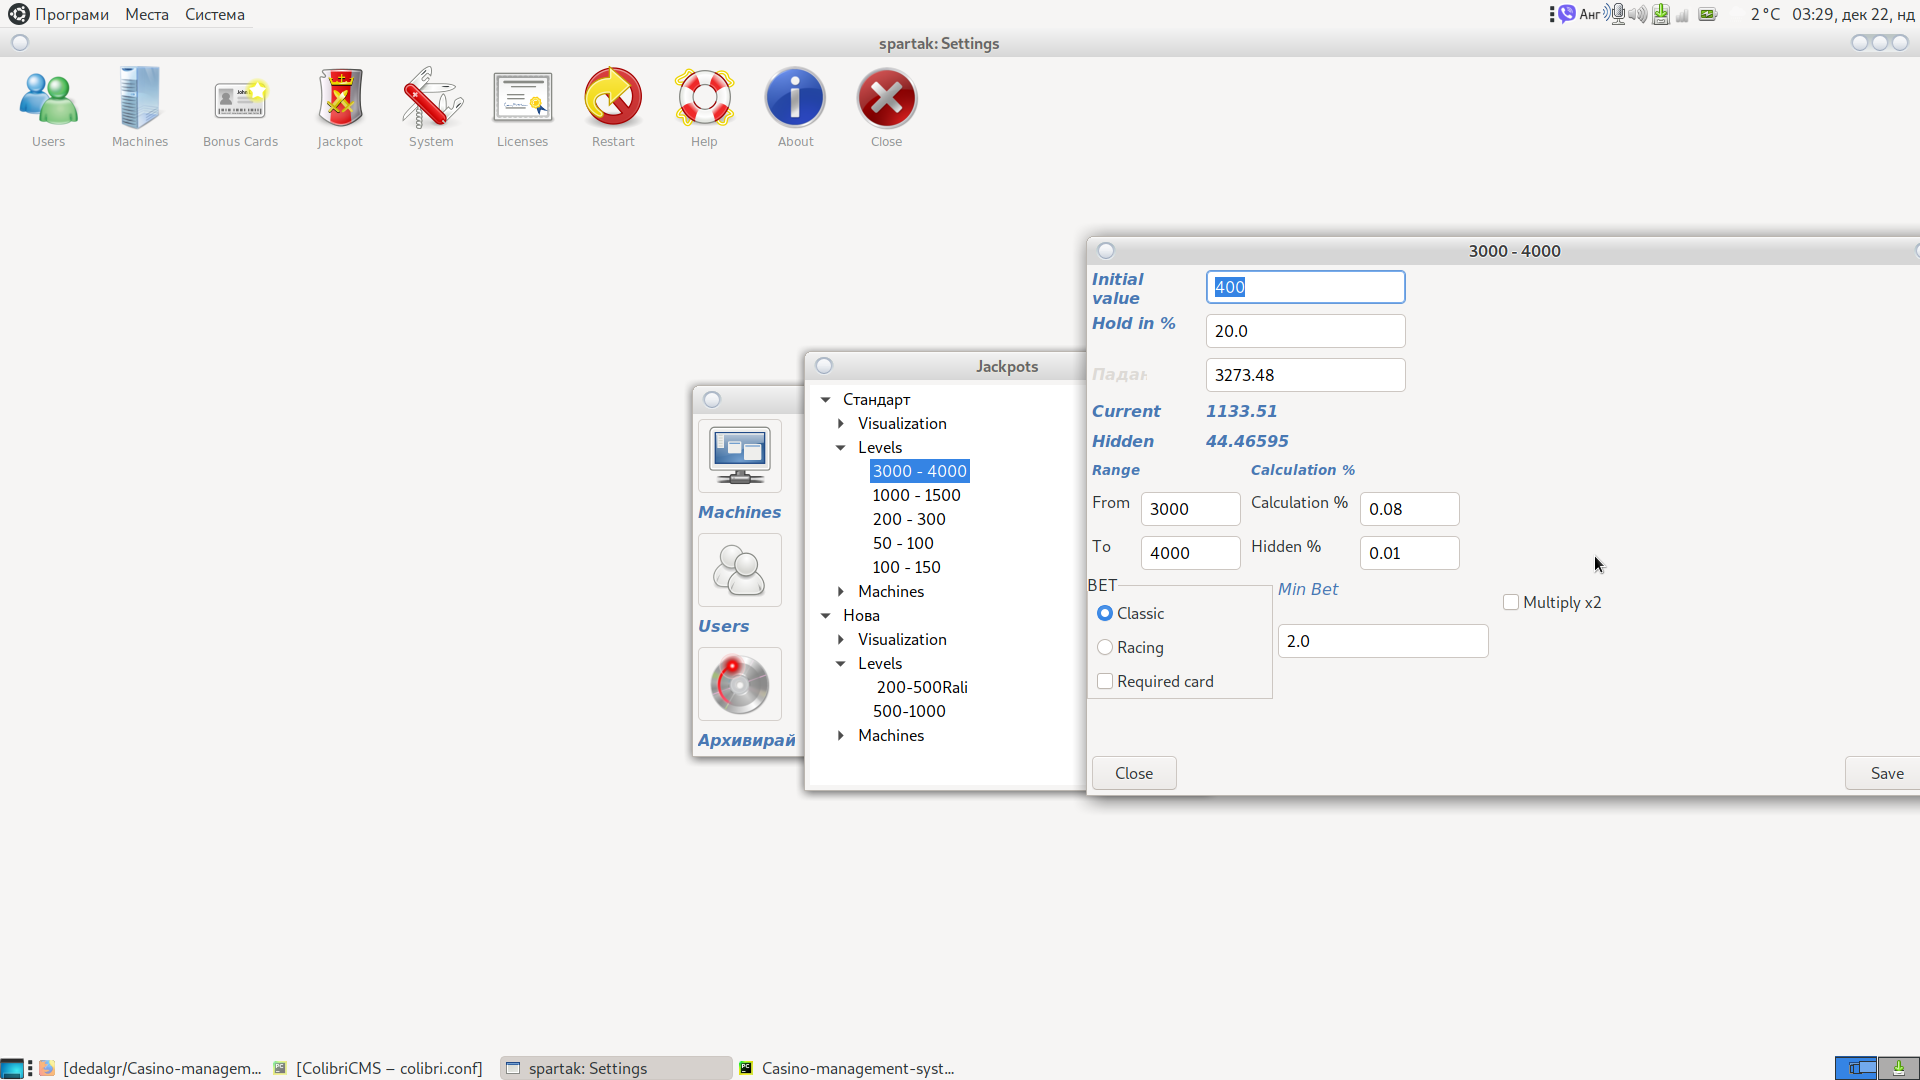 Програми Места Система
Анг 2 °C 03:29, дек 22, нд
spartak: Settings
Users Machines Bonus Cards Jackpot System Licenses Restart Help About Close
Machines
Users
Архивирай
Jackpots
Стандарт
Visualization
Levels
3000 - 4000
1000 - 1500
200 - 300
50 - 100
100 - 150
Machines
Нова
Visualization
Levels
200-500Rali
500-1000
Machines
3000 - 4000
Initial value 400
Hold in % 20.0
Падан 3273.48
Current 1133.51
Hidden 44.46595
Range Calculation %
From 3000 Calculation % 0.08
To 4000 Hidden % 0.01
BET Min Bet
Classic Multiply x2
Racing 2.0
Required card
Close Save
[dedalgr/Casino-managem... [ColibriCMS – colibri.conf] spartak: Settings Casino-management-syst...